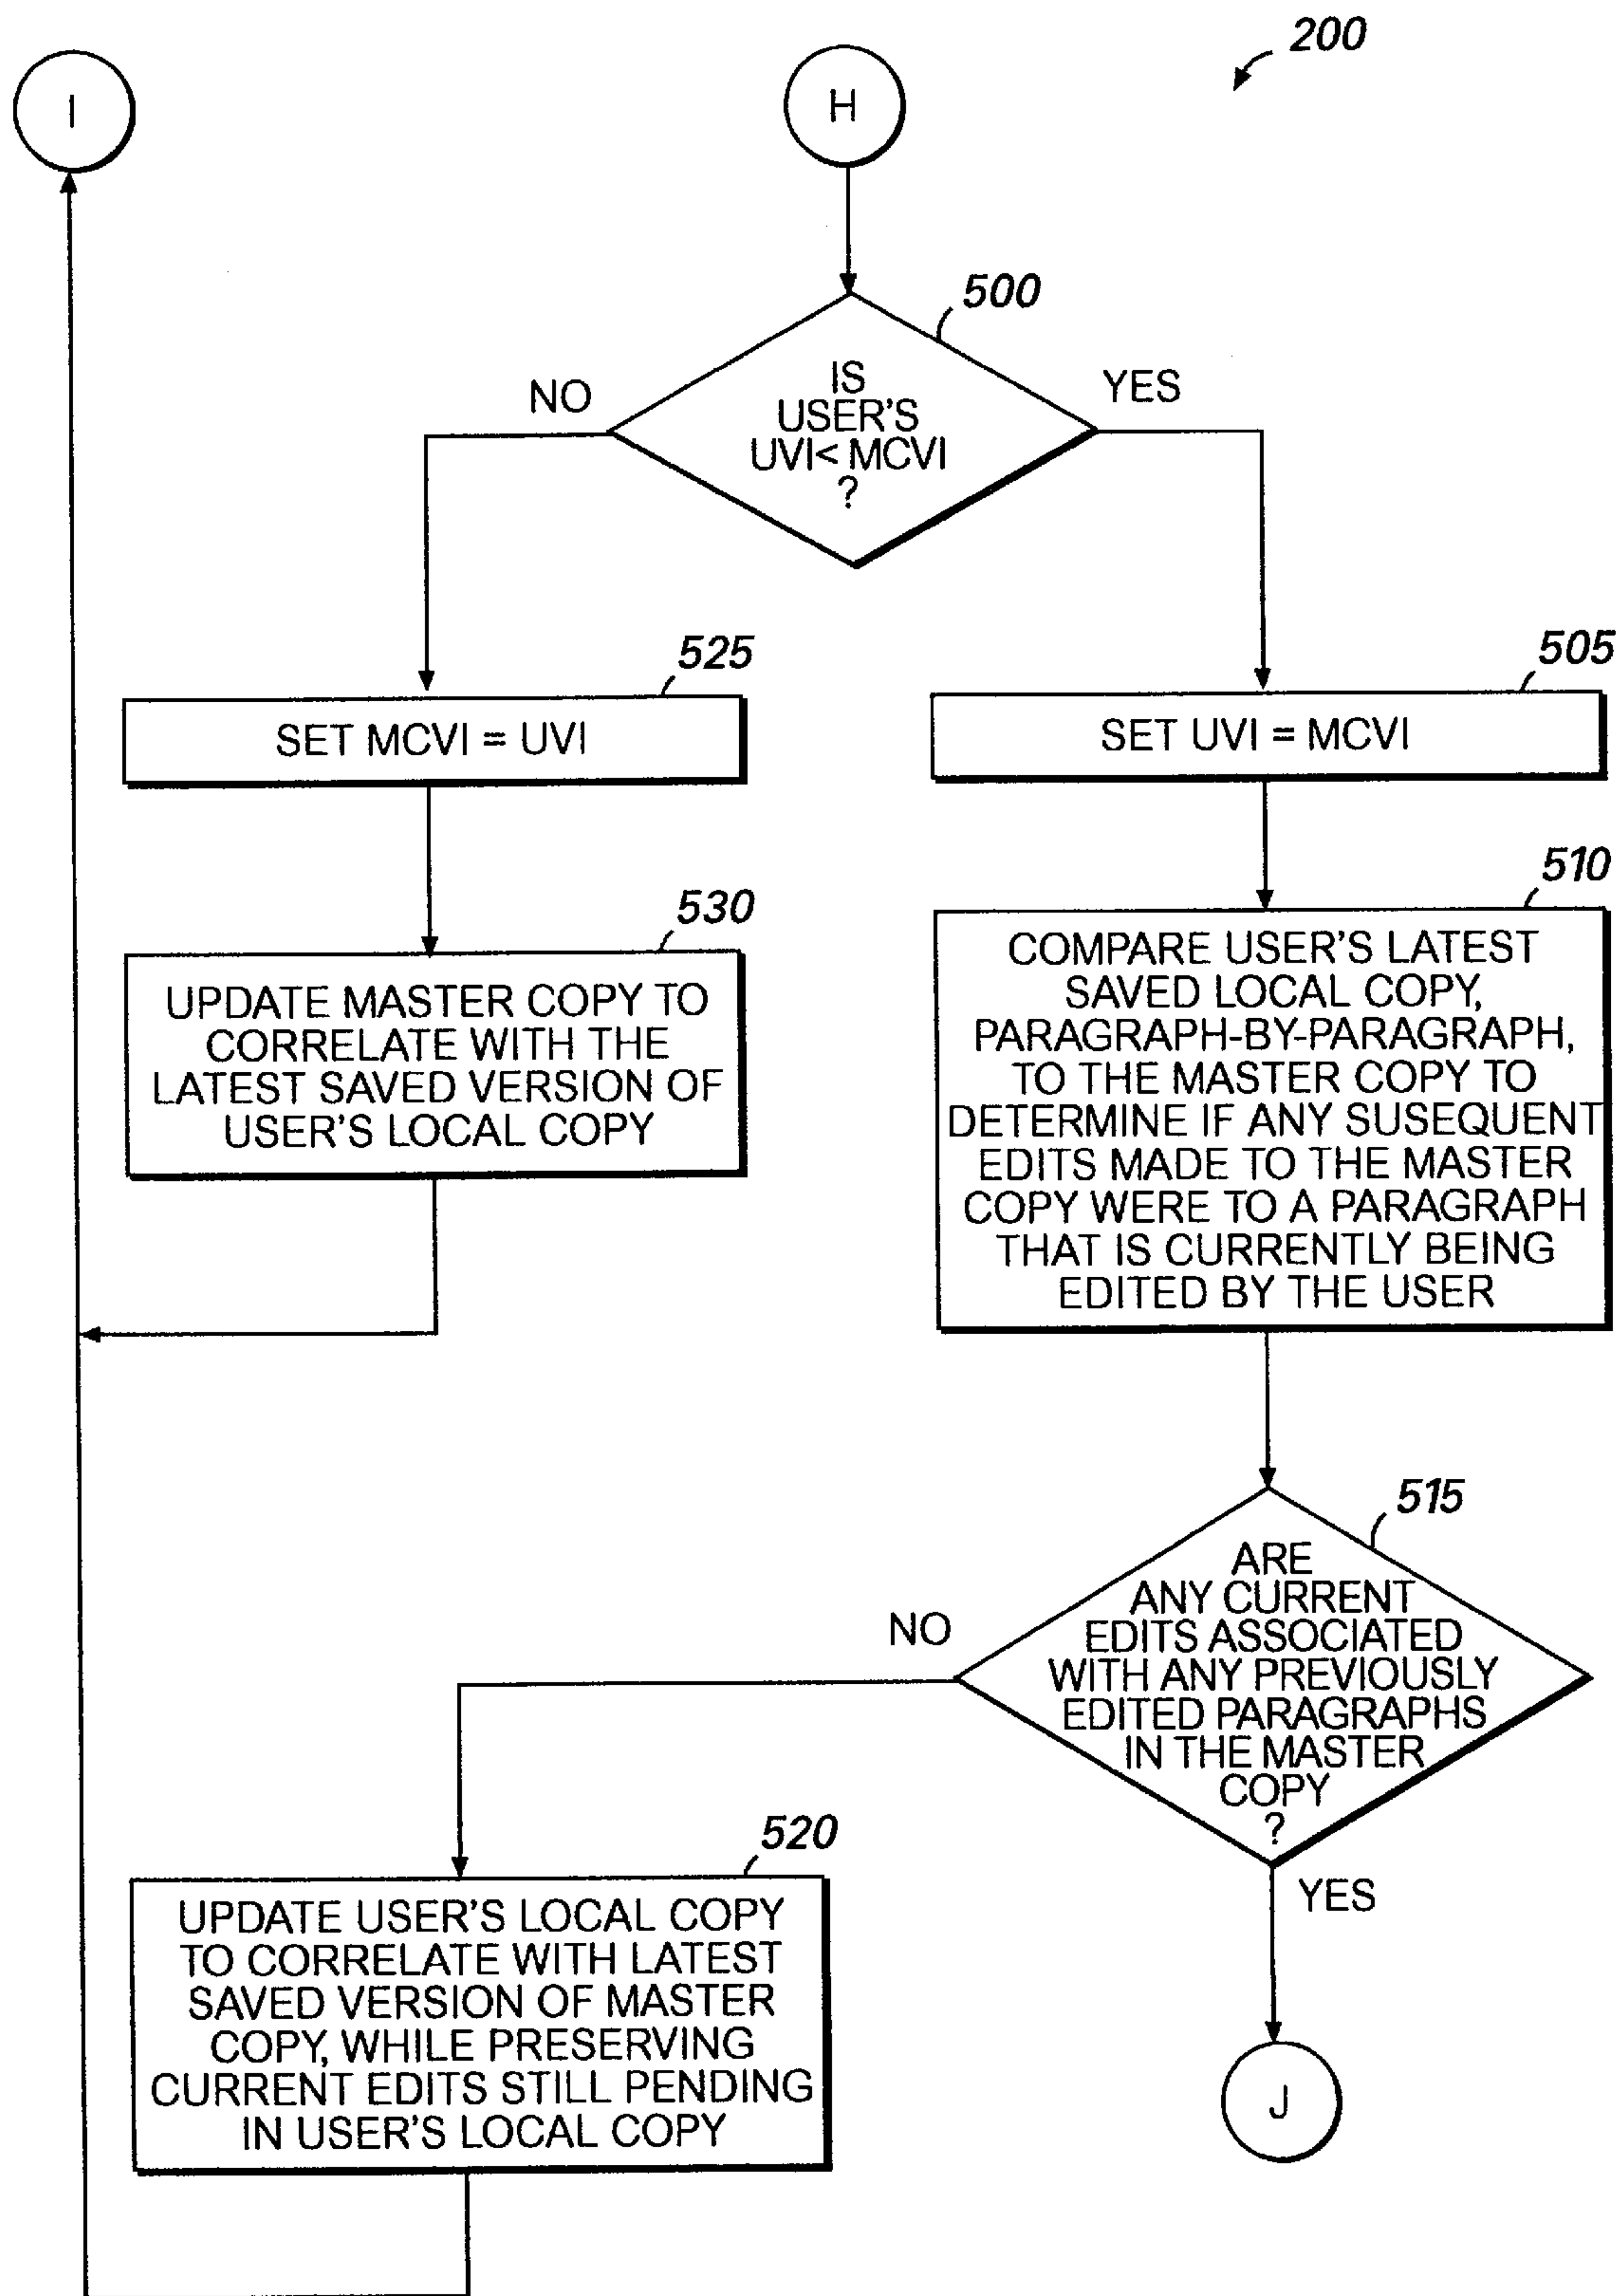 200
I
H
500
IS
USER'S
UVI< MCVI
?
NO
YES
525
SET MCVI = UVI
505
SET UVI = MCVI
530
UPDATE MASTER COPY TO
CORRELATE WITH THE
LATEST SAVED VERSION OF
USER'S LOCAL COPY
510
COMPARE USER'S LATEST
SAVED LOCAL COPY,
PARAGRAPH-BY-PARAGRAPH,
TO THE MASTER COPY TO
DETERMINE IF ANY SUSEQUENT
EDITS MADE TO THE MASTER
COPY WERE TO A PARAGRAPH
THAT IS CURRENTLY BEING
EDITED BY THE USER
515
ARE
ANY CURRENT
EDITS ASSOCIATED
WITH ANY PREVIOUSLY
EDITED PARAGRAPHS
IN THE MASTER
COPY
?
NO
YES
520
UPDATE USER'S LOCAL COPY
TO CORRELATE WITH LATEST
SAVED VERSION OF MASTER
COPY, WHILE PRESERVING
CURRENT EDITS STILL PENDING
IN USER'S LOCAL COPY
J